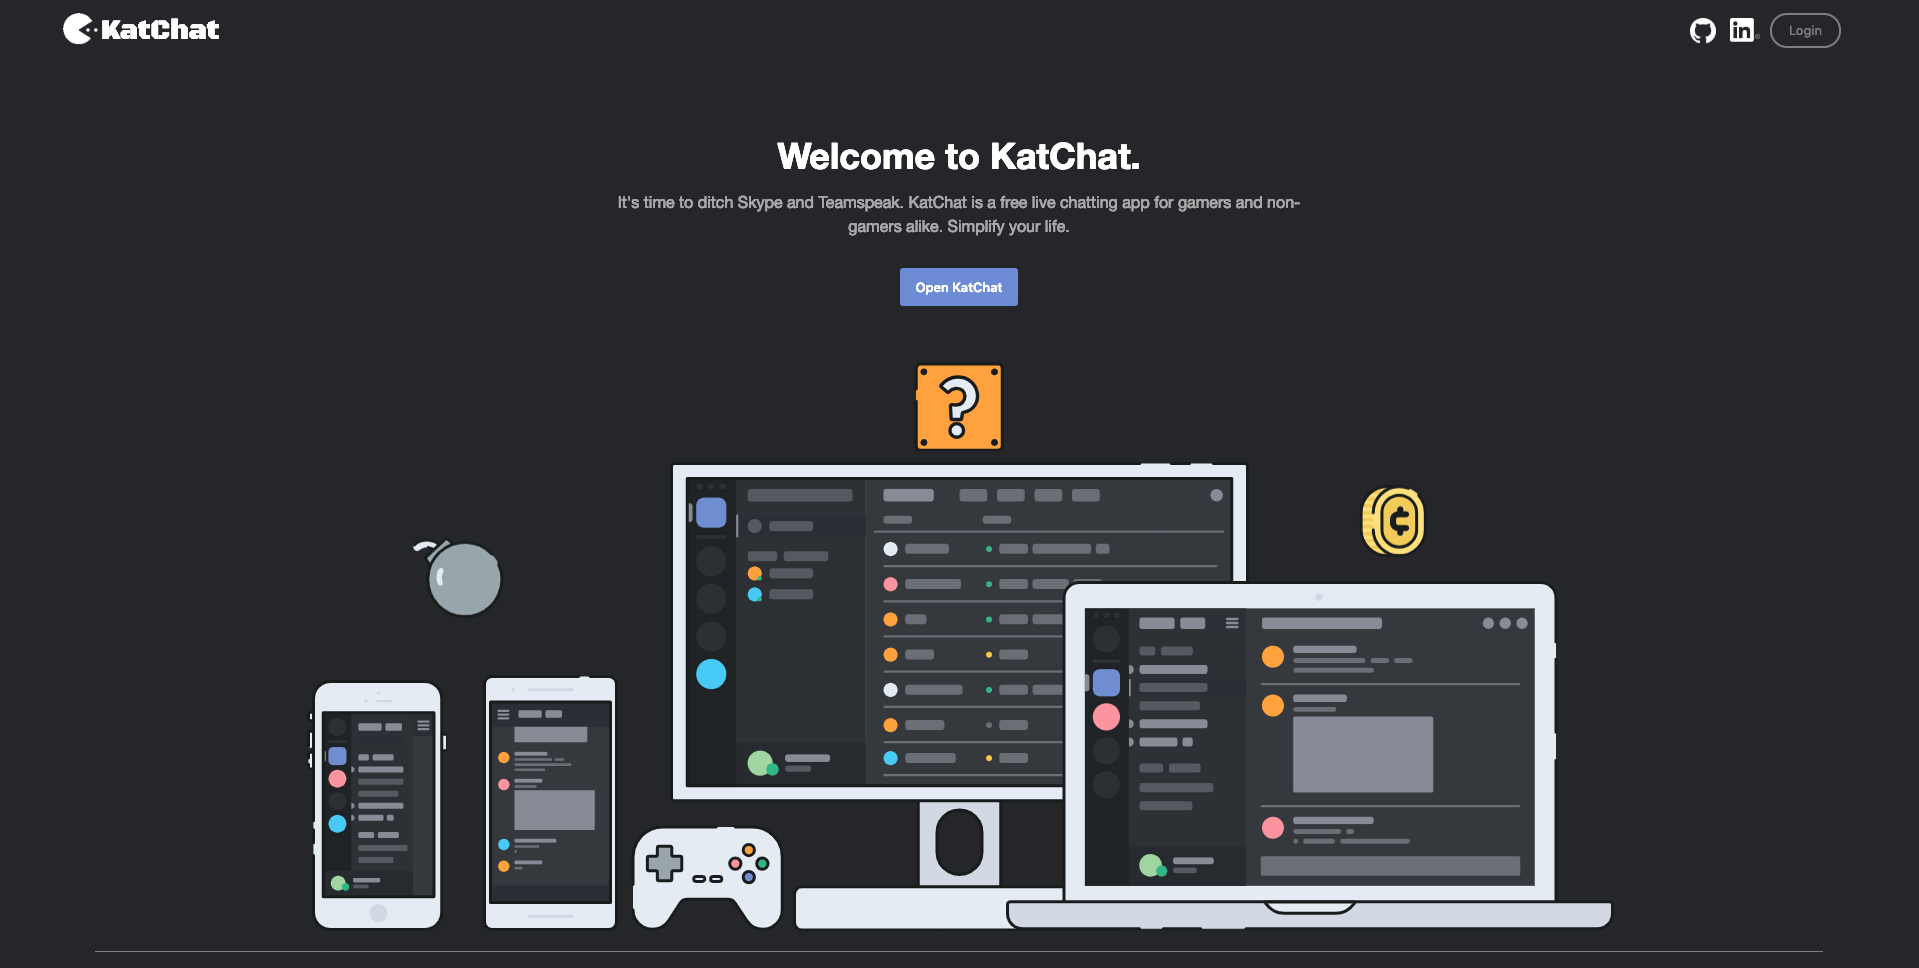 KatChat
in
Login
Welcome to KatChat.
It's time to ditch Skype and Teamspeak. KatChat is a free live chatting app for gamers and non-
gamers alike. Simplify your life.
Open KatChat
?
¢